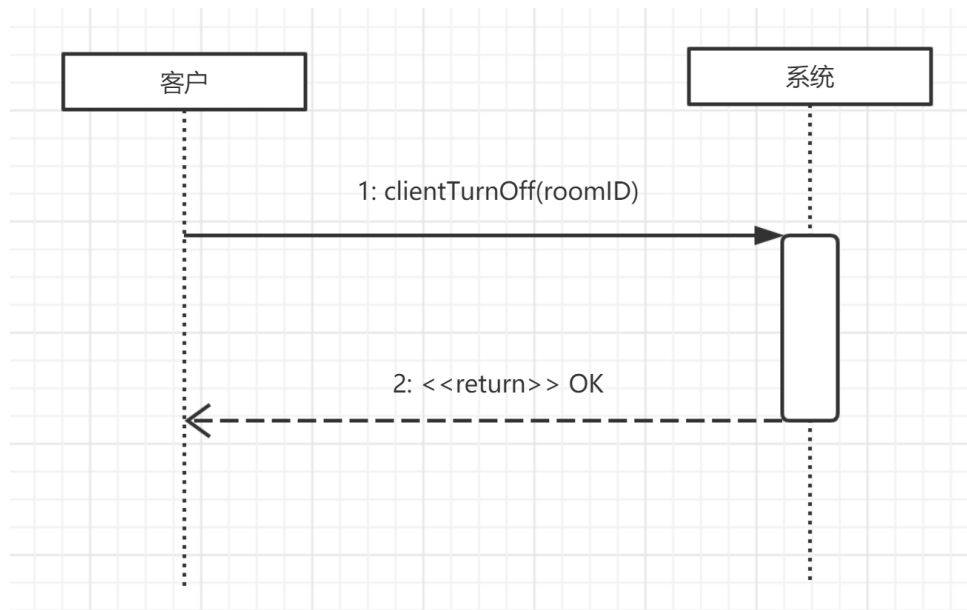 客户
系统
1: clientTurnOff(roomID)
2: <<return>> OK